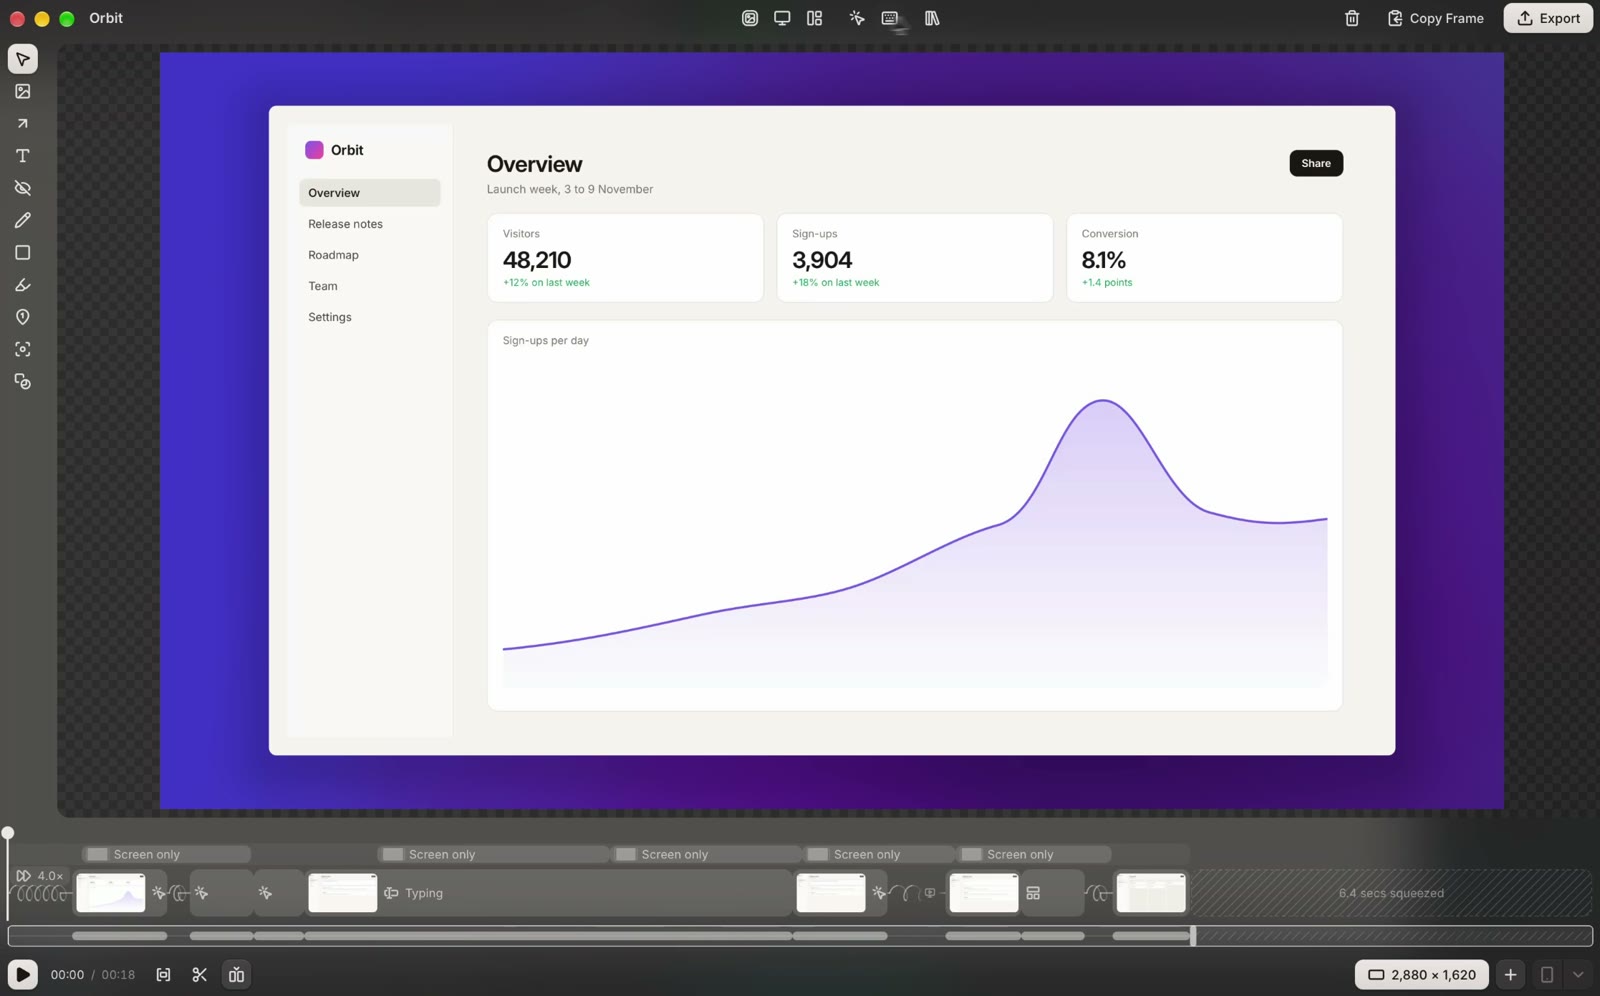 Orbit
Copy Frame
Export
Orbit
Overview
Release notes
Roadmap
Team
Settings
Overview
Launch week, 3 to 9 November
Share
Visitors
48,210
+12% on last week
Sign-ups
3,904
+18% on last week
Conversion
8.1%
+1.4 points
Sign-ups per day
Screen only
Screen only
Screen only
Screen only
Screen only
4.0×
Typing
6.4 secs squeezed
00:00 / 00:18
2,880 × 1,620